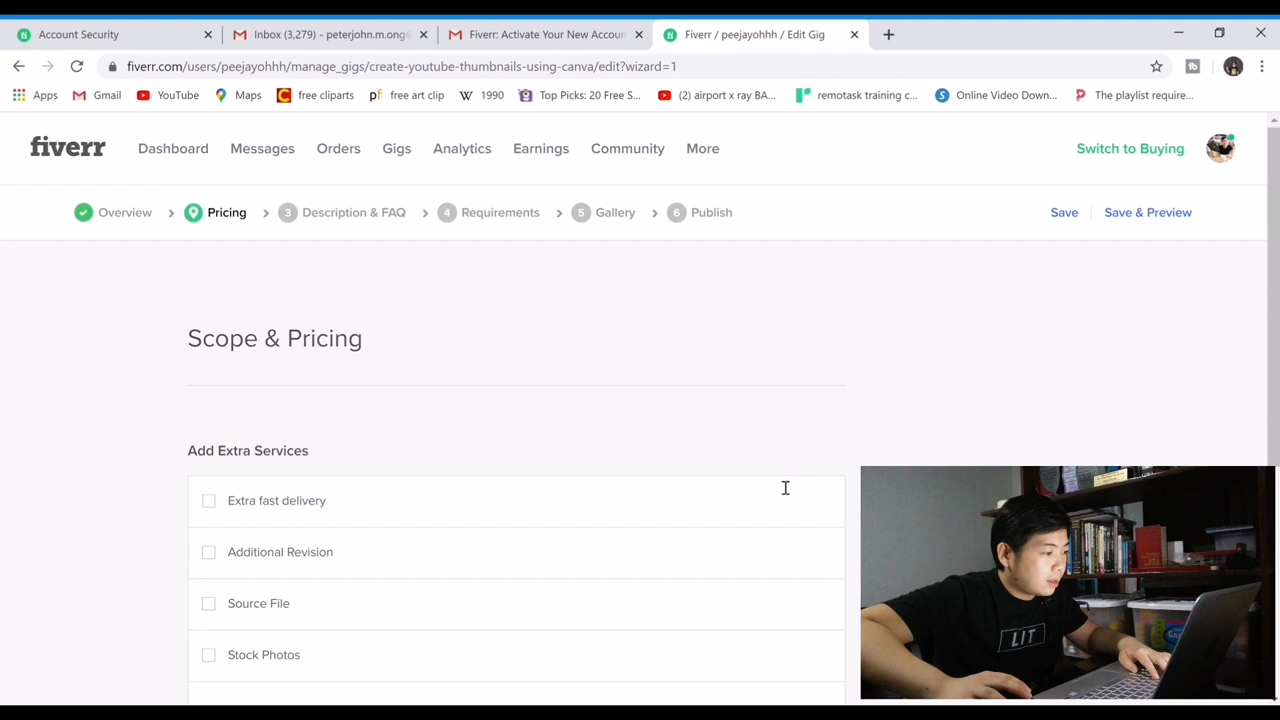 Account Security
Inbox (3,279) - peterjohn.m.onge
Fiverr: Activate Your New Accoun
Fiverr / peejayohhh / Edit Gig
fiverr.com/users/peejayohhh/manage_gigs/create-youtube-thumbnails-using-canva/edit?wizard=1
Apps Gmail YouTube Maps free cliparts free art clip 1990 Top Picks: 20 Free S... (2) airport x ray BA... remotask training c... Online Video Down... The playlist require...
fiverr Dashboard Messages Orders Gigs Analytics Earnings Community More Switch to Buying
Overview Pricing 3 Description & FAQ 4 Requirements 5 Gallery 6 Publish Save Save & Preview
Scope & Pricing
Add Extra Services
Extra fast delivery
Additional Revision
Source File
Stock Photos
LIT